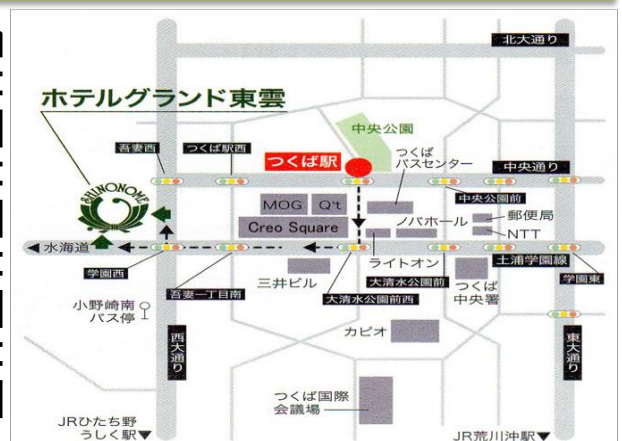 北大通り
ホテルグランド東雲
中央公園
吾妻西
つくば駅西
つくば駅
つくば
バスセンター
中央通り
SHINONOME
MOG
Q't
中央公園前
Creo Square
ノバホール
郵便局
NTT
◀水海道
学園西
吾妻一丁目南
三井ビル
ライトオン
大清水公園前西
大清水公園前
つくば
中央署
土浦学園線
学園東
小野崎南
バス停
西大通り
カピオ
東大通り
つくば国際
会議場
JRひたち野
うしく駅▼
JR荒川沖駅▼